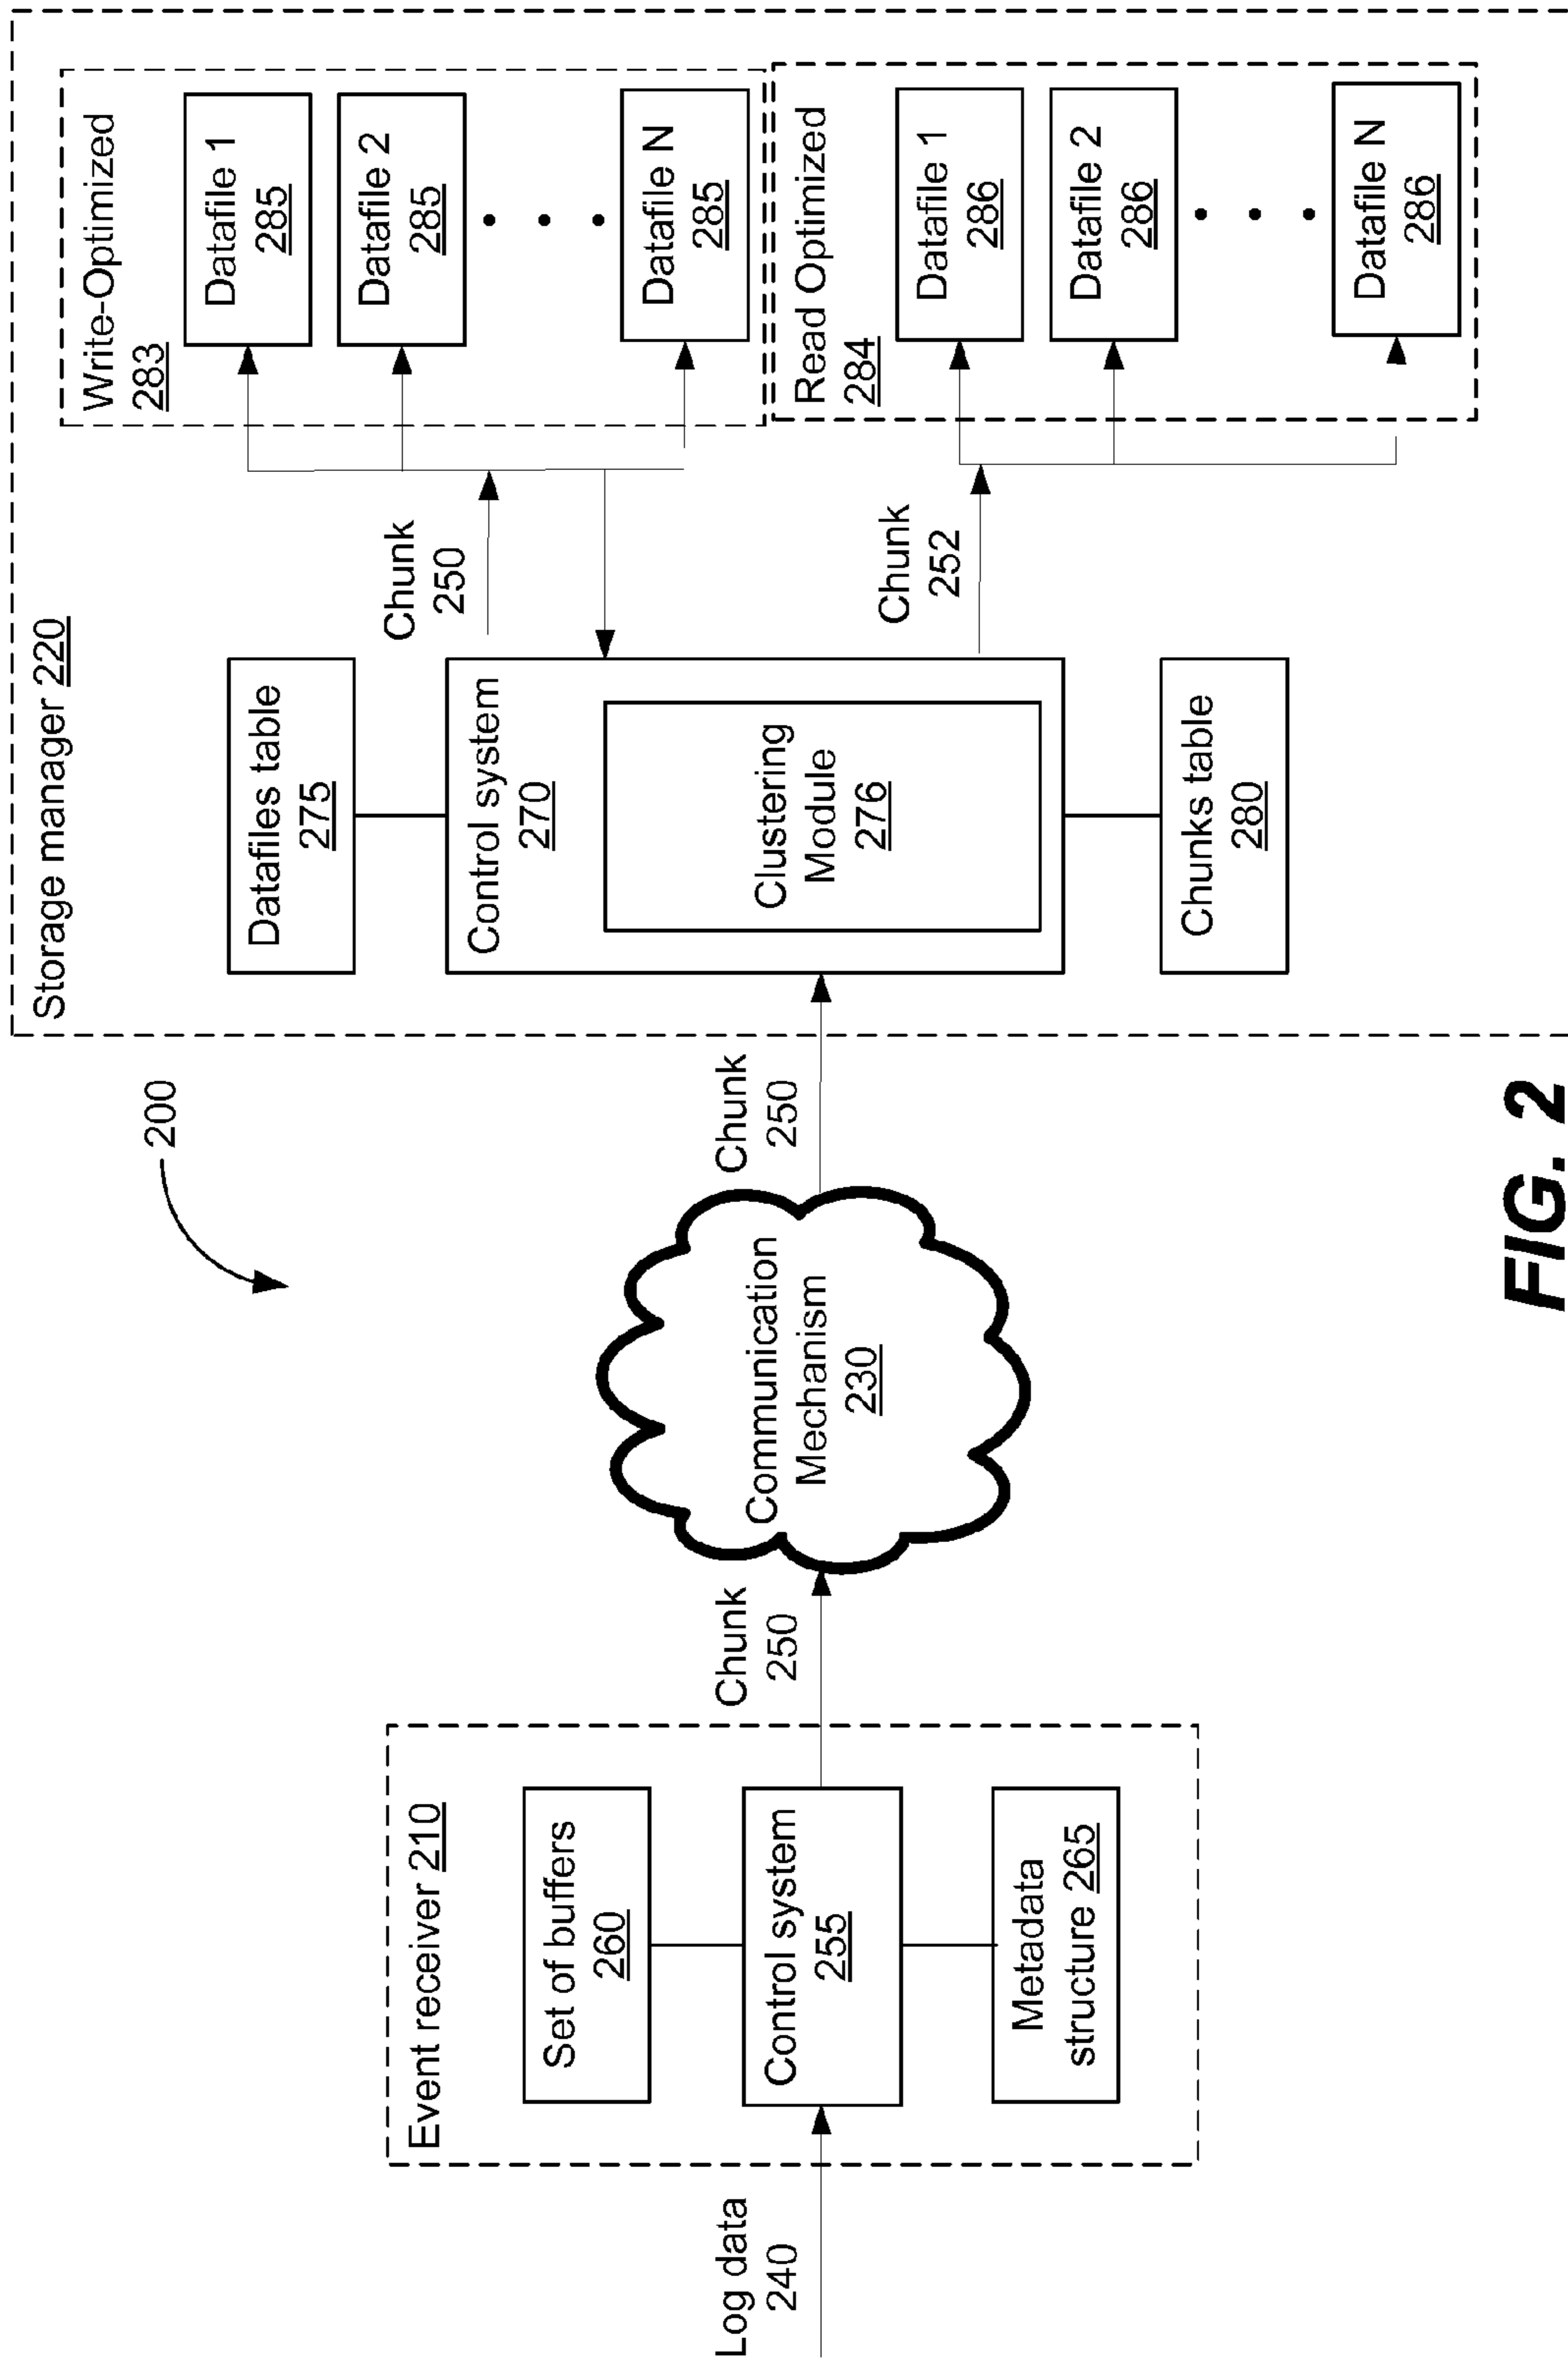 200
Log data
240
Event receiver 210
Set of buffers
260
Control system
255
Metadata
structure 265
Chunk
250
Communication
Mechanism
230
Chunk
250
Storage manager 220
Datafiles table
275
Control system
270
Clustering
Module
276
Chunks table
280
Chunk
250
Chunk
252
Write-Optimized
283
Datafile 1
285
Datafile 2
285
Datafile N
285
Read Optimized
284
Datafile 1
286
Datafile 2
286
Datafile N
286
FIG. 2